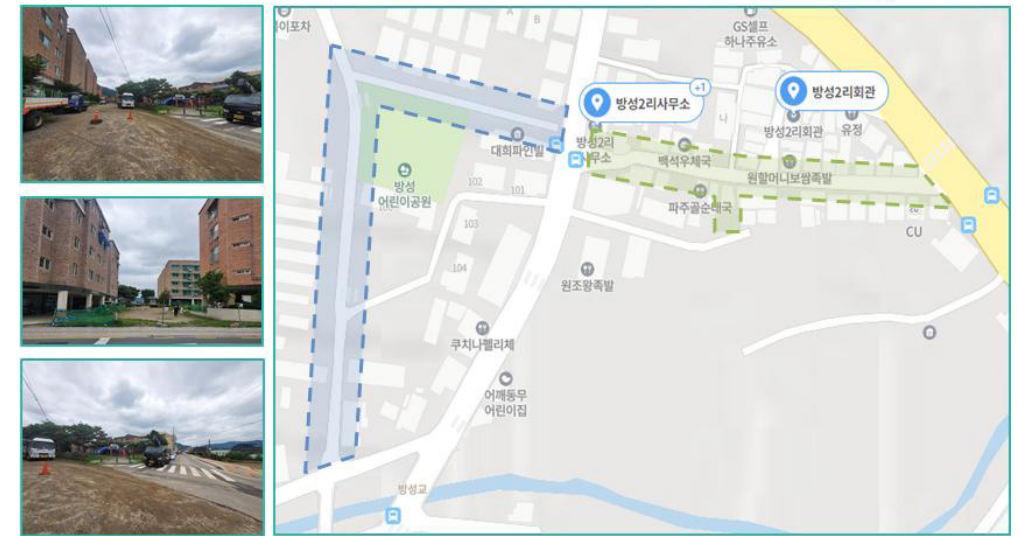 이포차
A
B
GS셀프
하나주유소
+1
방성2리사무소
방성2리회관
나
방성2리회관
유정
방성2리
무소
대희파인빌
백석우체국
원할머니보쌈족발
방성
어린이공원
102
101
파주골순
국
103
CU
104
원조왕족발
쿠치나펠리체
어깨동무
어린이집
방성교